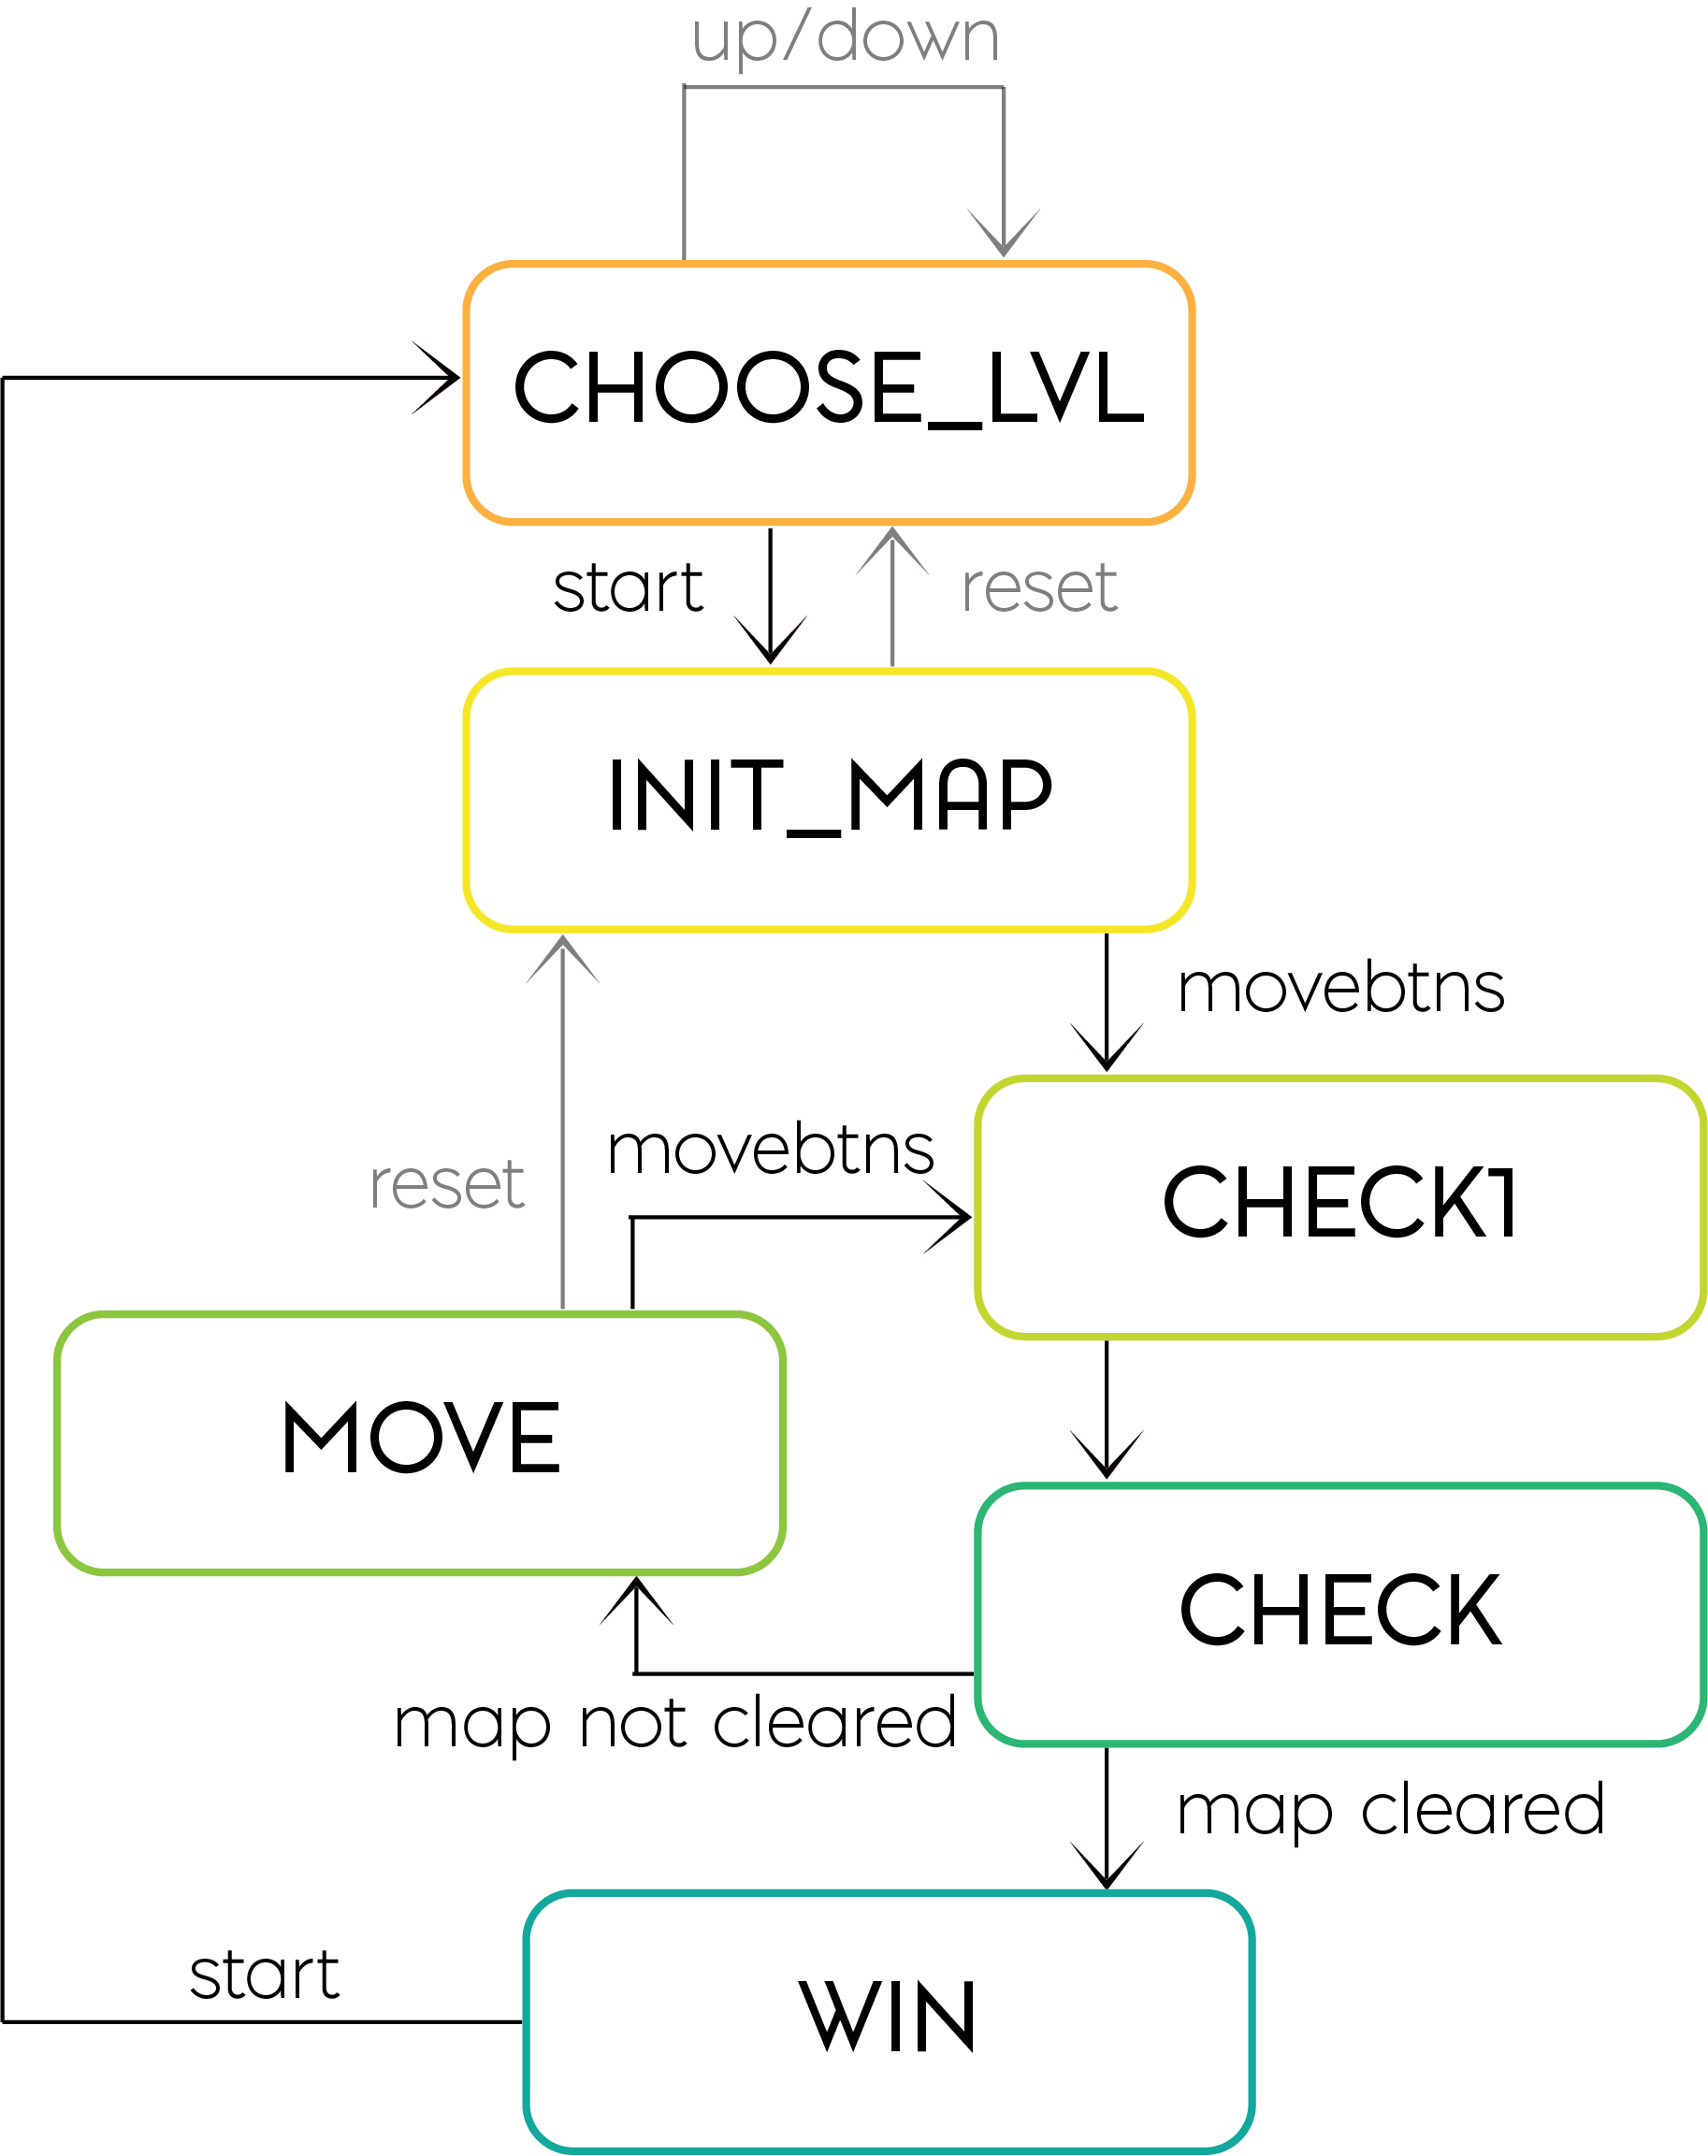 up/down
CHOOSE_LVL
start
reset
INIT_MAP
movebtns
movebtns
reset
CHECK1
MOVE
CHECK
map not cleared
map cleared
start
WIN